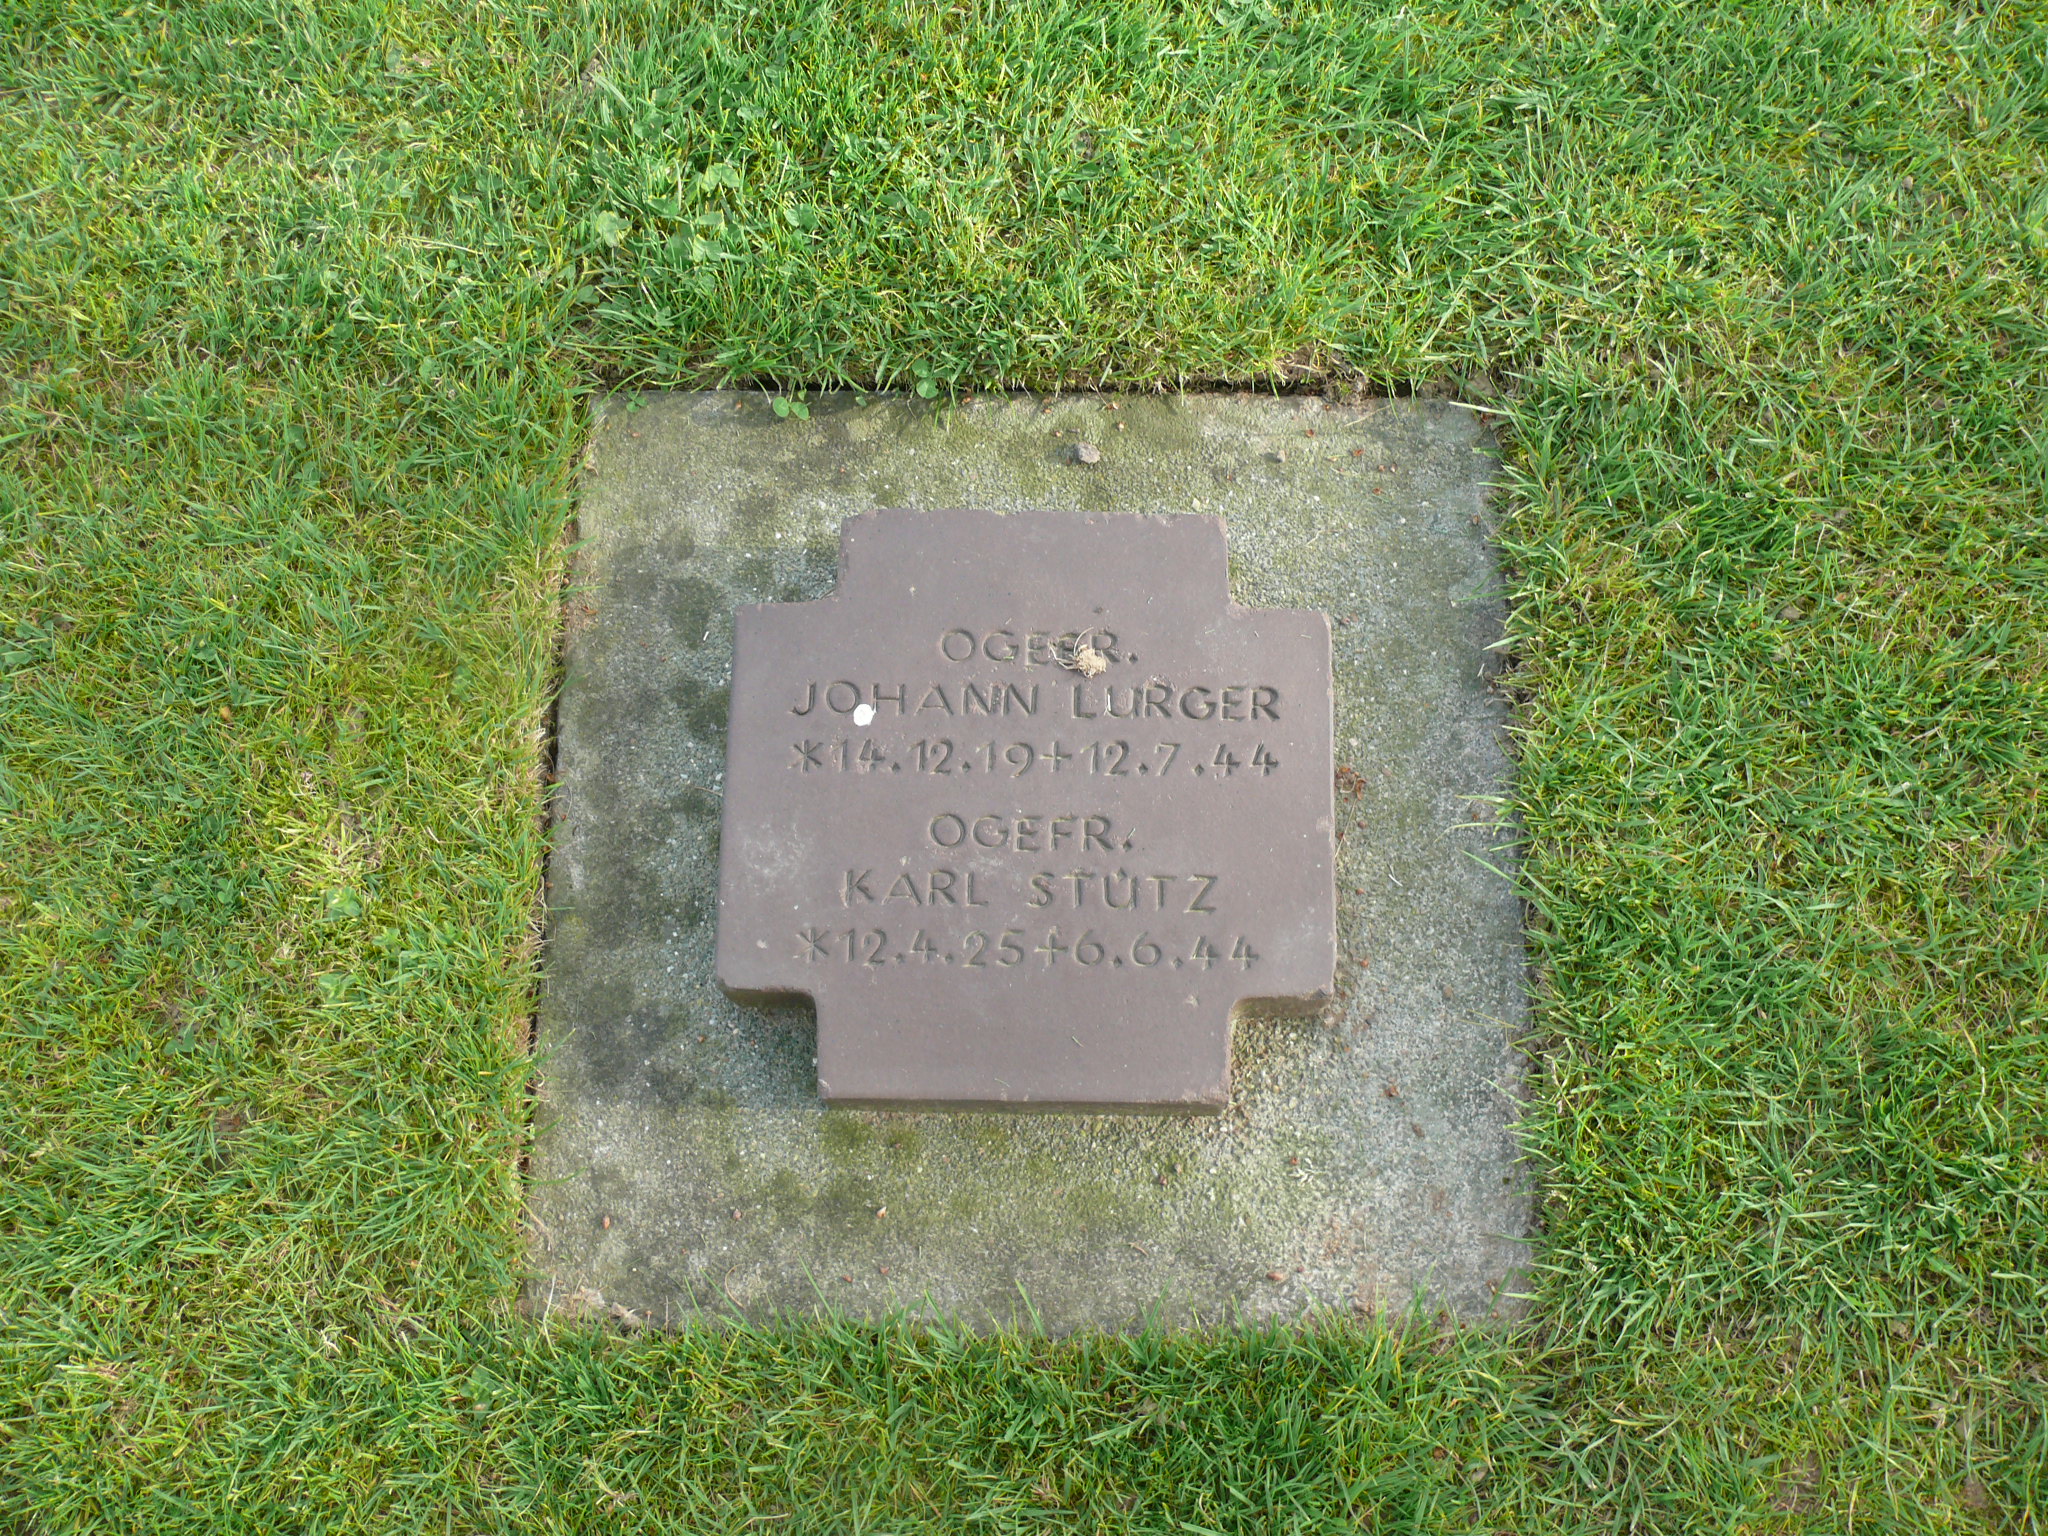 OGEFR.
JOHANN LURGER
*14.12.19+12.7.44
OGEFR.
KARL STÜTZ
*12.4.25+6.6.44